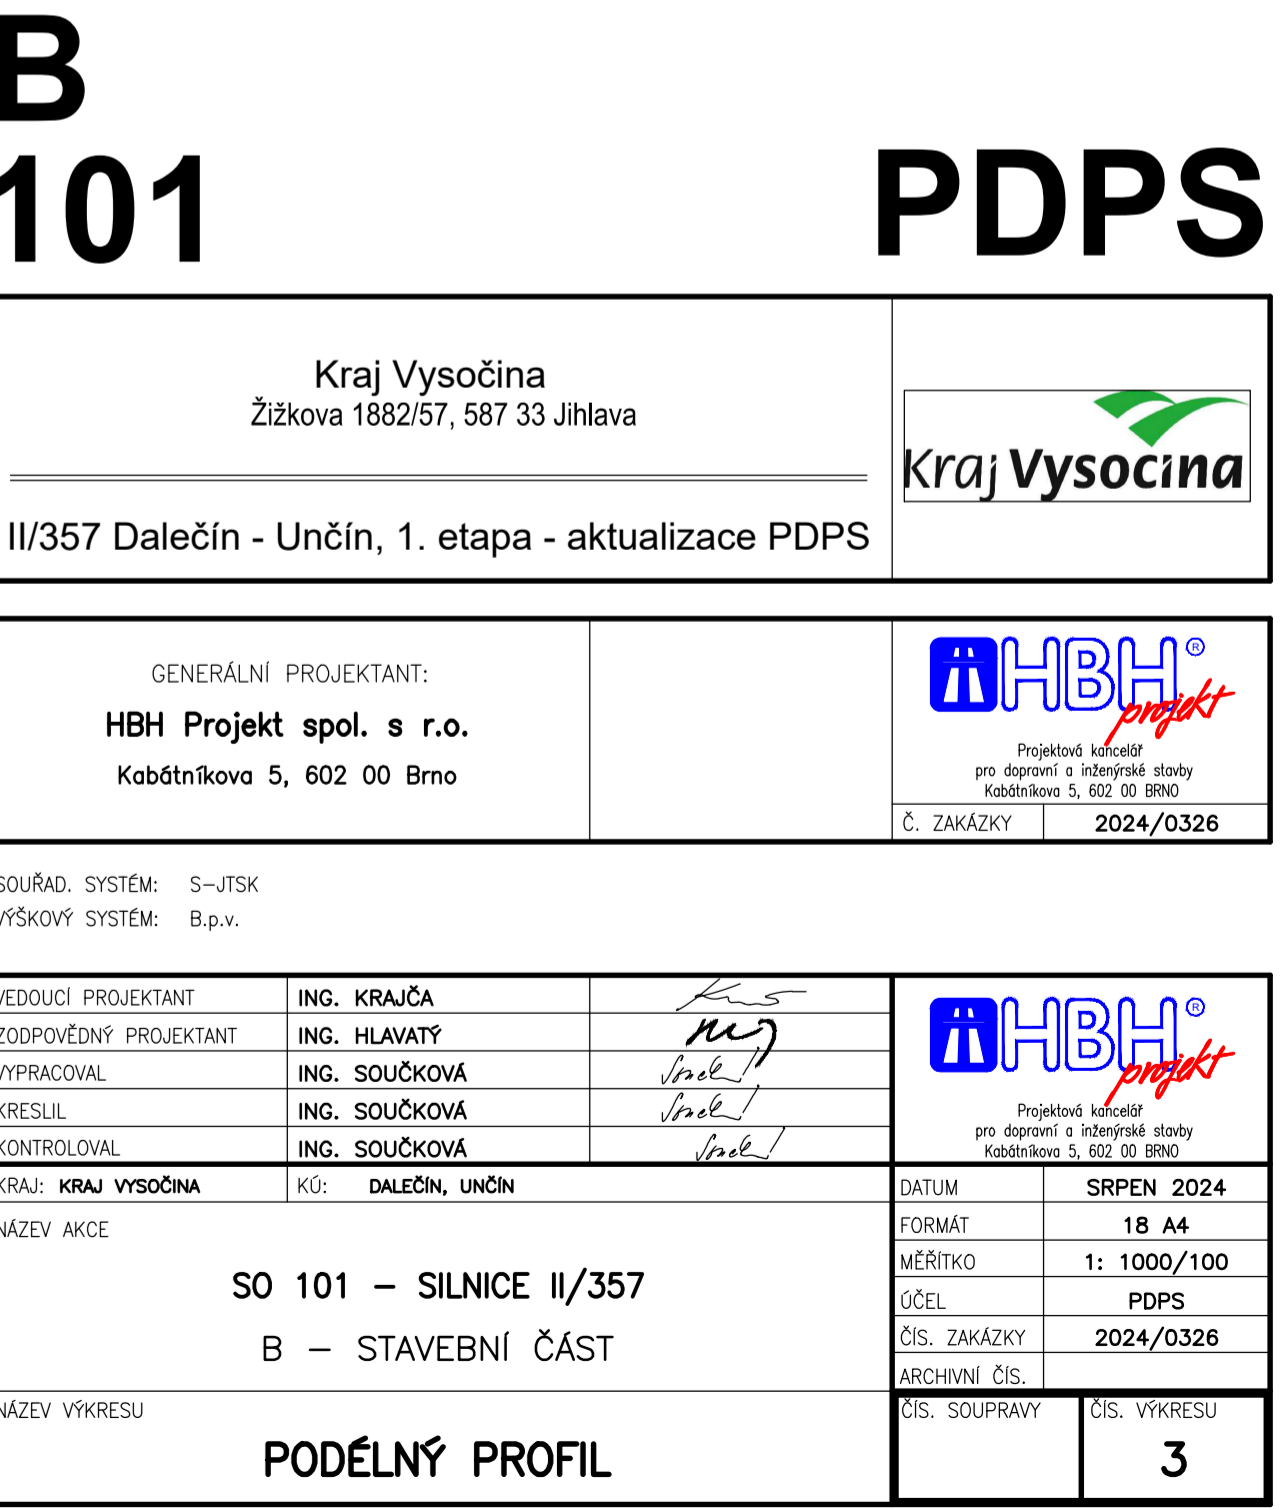 B
101
PDPS
Kraj Vysočina
Žižkova 1882/57, 587 33 Jihlava
Kraj Vysočina
II/357 Dalečín - Unčín, 1. etapa - aktualizace PDPS
GENERÁLNÍ PROJEKTANT:
HBH Projekt spol. s r.o.
Kabátníkova 5, 602 00 Brno
HBH®
projekt
Projektová kancelář
pro dopravní a inženýrské stavby
Kabátníkova 5, 602 00 BRNO
Č. ZAKÁZKY 2024/0326
SOUŘAD. SYSTÉM: S-JTSK
VÝŠKOVÝ SYSTÉM: B.p.v.
VEDOUCÍ PROJEKTANT ING. KRAJČA
ZODPOVĚDNÝ PROJEKTANT ING. HLAVATÝ
VYPRACOVAL ING. SOUČKOVÁ
KRESLIL ING. SOUČKOVÁ
KONTROLOVAL ING. SOUČKOVÁ
HBH®
projekt
Projektová kancelář
pro dopravní a inženýrské stavby
Kabátníkova 5, 602 00 BRNO
KRAJ: KRAJ VYSOČINA KÚ: DALEČÍN, UNČÍN
DATUM SRPEN 2024
FORMÁT 18 A4
MĚŘÍTKO 1: 1000/100
ÚČEL PDPS
ČÍS. ZAKÁZKY 2024/0326
ARCHIVNÍ ČÍS.
NÁZEV AKCE
SO 101 – SILNICE II/357
B – STAVEBNÍ ČÁST
NÁZEV VÝKRESU
PODÉLNÝ PROFIL
ČÍS. SOUPRAVY
ČÍS. VÝKRESU
3